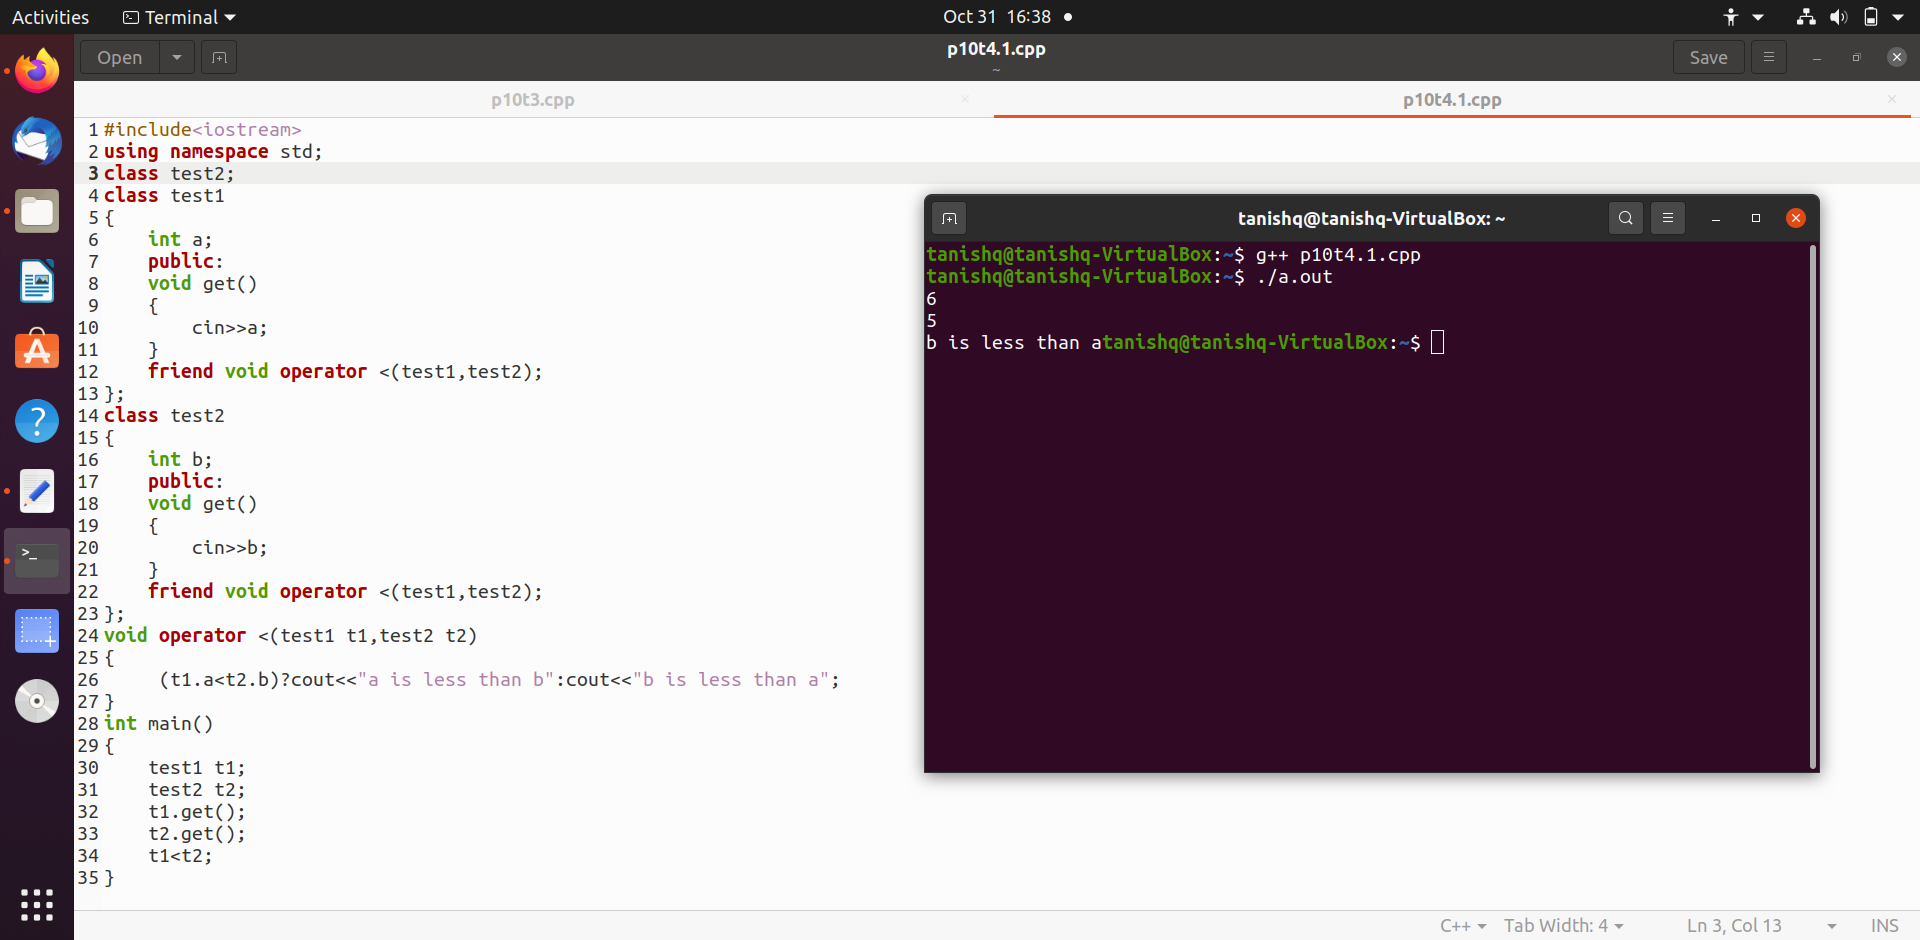 Activities Terminal Oct 31 16:38
Open p10t4.1.cpp Save
~
p10t3.cpp × p10t4.1.cpp ×
1 #include<iostream>
2 using namespace std;
3 class test2;
4 class test1
5 {
6     int a;
7     public:
8     void get()
9     {
10         cin>>a;
11     }
12     friend void operator <(test1,test2);
13 };
14 class test2
15 {
16     int b;
17     public:
18     void get()
19     {
20         cin>>b;
21     }
22     friend void operator <(test1,test2);
23 };
24 void operator <(test1 t1,test2 t2)
25 {
26      (t1.a<t2.b)?cout<<"a is less than b":cout<<"b is less than a";
27 }
28 int main()
29 {
30     test1 t1;
31     test2 t2;
32     t1.get();
33     t2.get();
34     t1<t2;
35 }
tanishq@tanishq-VirtualBox: ~
tanishq@tanishq-VirtualBox:~$ g++ p10t4.1.cpp
tanishq@tanishq-VirtualBox:~$ ./a.out
6
5
b is less than atanishq@tanishq-VirtualBox:~$
C++ Tab Width: 4 Ln 3, Col 13 INS